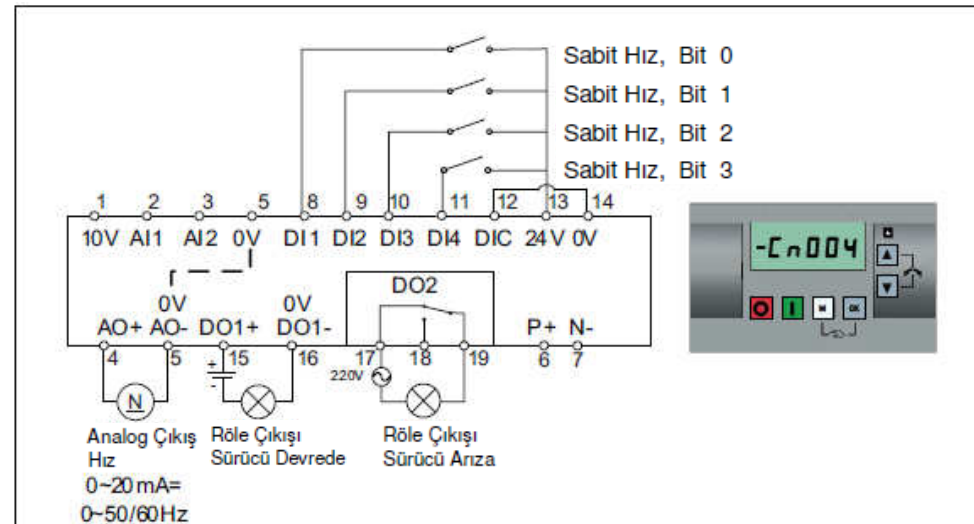 Sabit Hız, Bit 0
Sabit Hız, Bit 1
Sabit Hız, Bit 2
Sabit Hız, Bit 3
1 2 3 5 8 9 10 11 12 13 14
10V AI1 AI2 0V DI1 DI2 DI3 DI4 DIC 24V 0V
-Cn004
DO2
0V 0V
AO+ AO- DO1+ DO1- P+ N-
4 5 15 16 17 18 19 6 7
+
-
220V
N
M OK
Analog Çıkış
Hız
0~20 mA=
0~50/60Hz
Röle Çıkışı
Sürücü Devrede
Röle Çıkışı
Sürücü Arıza